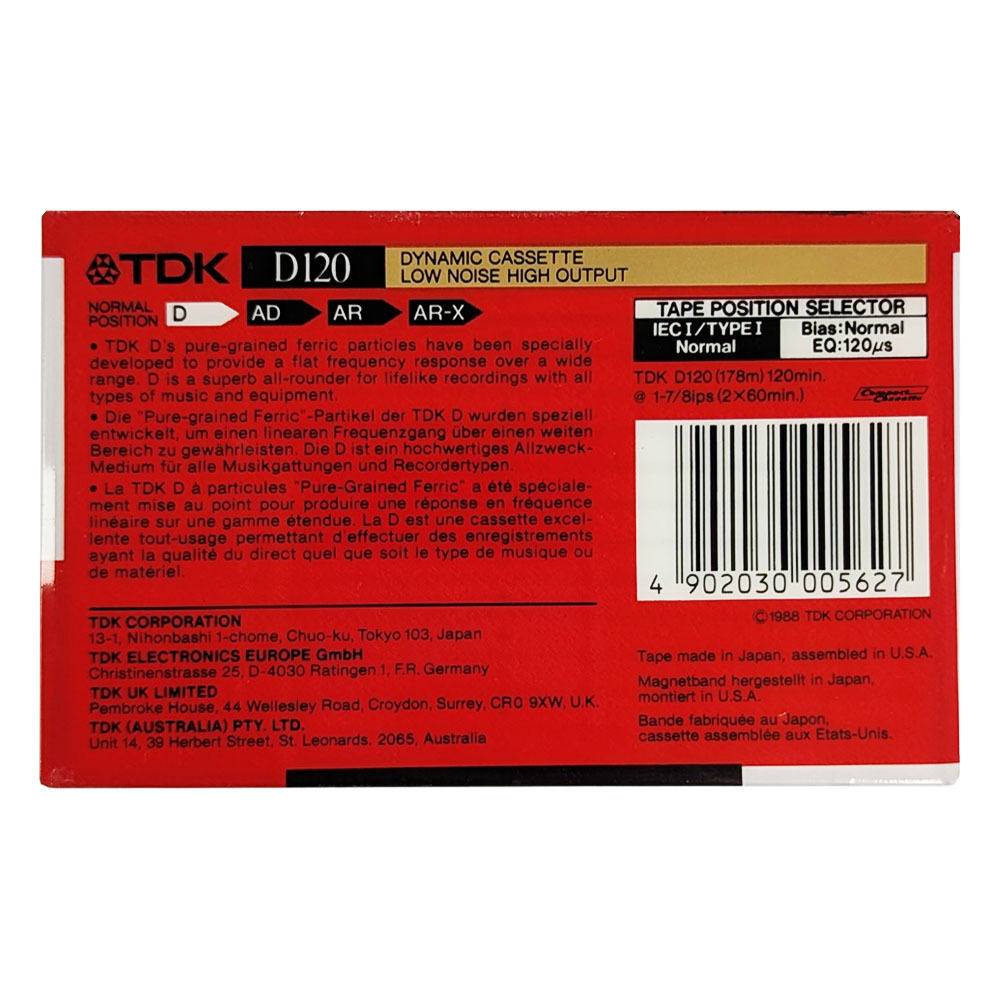 TDK D120 DYNAMIC CASSETTE
LOW NOISE HIGH OUTPUT
NORMAL
POSITION D AD AR AR-X
• TDK D's pure-grained ferric particles have been specially
developed to provide a flat frequency response over a wide
range. D is a superb all-rounder for lifelike recordings with all
types of music and equipment.
• Die "Pure-grained Ferric"-Partikel der TDK D wurden speziell
entwickelt, um einen linearen Frequenzgang über einen weiten
Bereich zu gewährleisten. Die D ist ein hochwertiges Allzweck-
Medium für alle Musikgattungen und Recordertypen.
• La TDK D à particules "Pure-Grained Ferric" a été spéciale-
ment mise au point pour produire une réponse en fréquence
linéaire sur une gamme étendue. La D est une cassette excel-
lente tout-usage permettant d'effectuer des enregistrements
ayant la qualité du direct quel que soit le type de musique ou
de matériel.
TDK CORPORATION
13-1, Nihonbashi 1-chome, Chuo-ku, Tokyo 103, Japan
TDK ELECTRONICS EUROPE GmbH
Christinenstrasse 25, D-4030 Ratingen 1, F.R. Germany
TDK UK LIMITED
Pembroke House, 44 Wellesley Road, Croydon, Surrey, CR0 9XW, U.K.
TDK (AUSTRALIA) PTY. LTD.
Unit 14, 39 Herbert Street, St. Leonards. 2065, Australia
TAPE POSITION SELECTOR
IEC I/TYPE I
Normal
Bias:Normal
EQ:120µs
TDK D120 (178m) 120min.
@ 1-7/8ips (2×60min.)
Compact
Cassette
4 902030 005627
©1988 TDK CORPORATION
Tape made in Japan, assembled in U.S.A.
Magnetband hergestellt in Japan,
montiert in U.S.A.
Bande fabriquée au Japon,
cassette assemblée aux Etats-Unis.